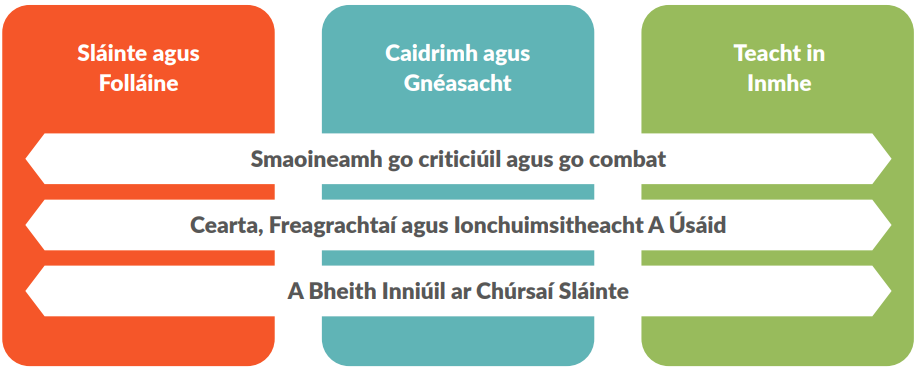 Sláinte agus
Folláine
Caidrimh agus
Gnéasacht
Teacht in
Inmhe
Smaoineamh go criticiúil agus go combat
Cearta, Freagrachtaí agus Ionchuimsitheacht A Úsáid
A Bheith Inniúil ar Chúrsaí Sláinte